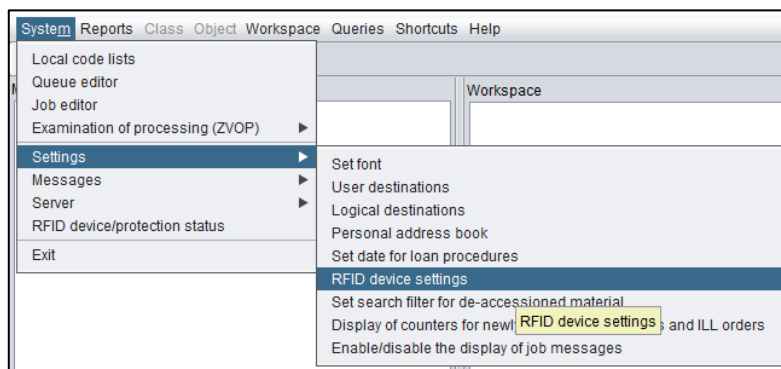 System Reports Class Object Workspace Queries Shortcuts Help
Local code lists
Queue editor
Job editor
Examination of processing (ZVOP)
Settings
Messages
Server
RFID device/protection status
Exit
Workspace
Set font
User destinations
Logical destinations
Personal address book
Set date for loan procedures
RFID device settings
Set search filter for de-accessioned material
Display of counters for newl RFID device settings s and ILL orders
Enable/disable the display of job messages